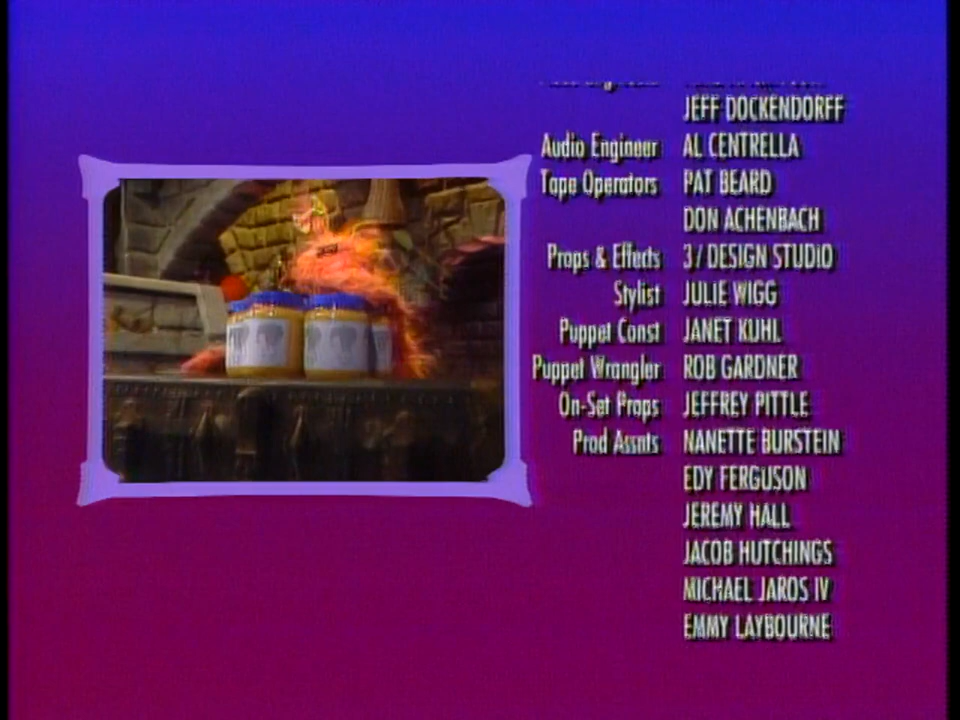 JEFF DOCKENDORFF
Audio Engineer AL CENTRELLA
Tape Operators PAT BEARD
DON ACHENBACH
Props & Effects 3 / DESIGN STUDIO
Stylist JULIE WIGG
Puppet Const JANET KUHL
Puppet Wrangler ROB GARDNER
On-Set Props JEFFREY PITTLE
Prod Assnts NANETTE BURSTEIN
EDY FERGUSON
JEREMY HALL
JACOB HUTCHINGS
MICHAEL JAROS IV
EMMY LAYBOURNE